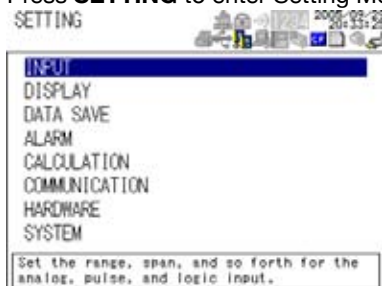 Press SETTING to enter Setting Mo
SETTING
INPUT
DISPLAY
DATA SAVE
ALARM
CALCULATION
COMMUNICATION
HARDWARE
SYSTEM
Set the range, span, and so forth for the
analog, pulse, and logic input.